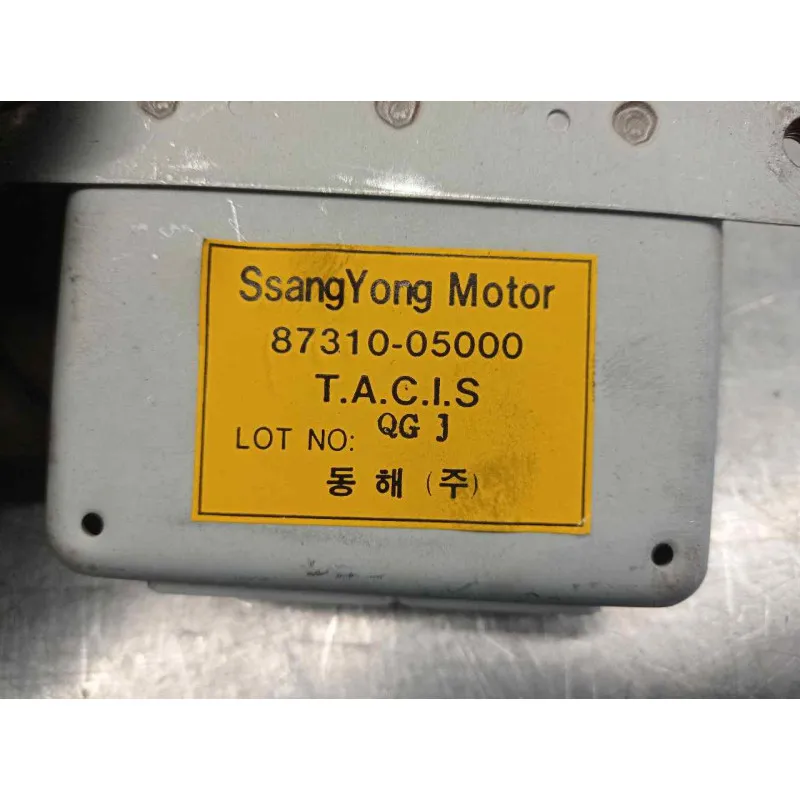 SsangYong Motor
87310-05000
T.A.C.I.S
LOT NO: QG J
동해 (주)